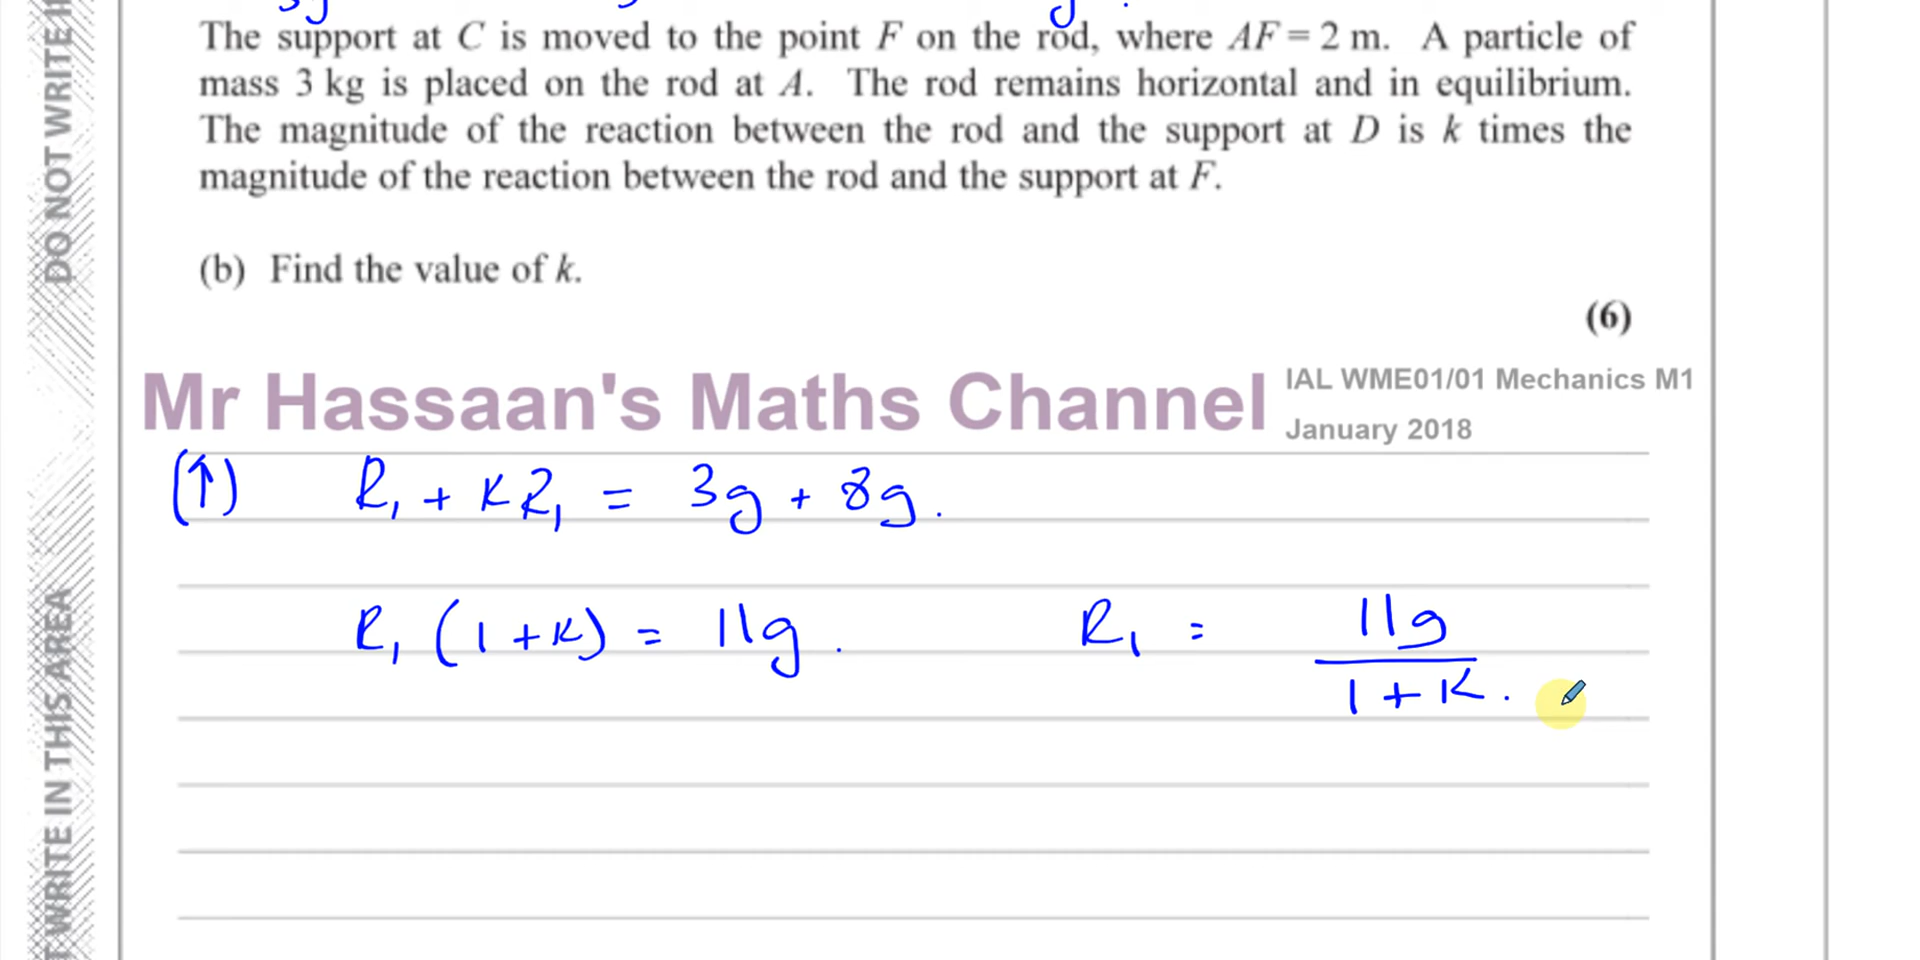 The support at C is moved to the point F on the rod, where AF = 2 m. A particle of
mass 3 kg is placed on the rod at A. The rod remains horizontal and in equilibrium.
The magnitude of the reaction between the rod and the support at D is k times the
magnitude of the reaction between the rod and the support at F.
(b) Find the value of k.
(6)
Mr Hassaan's Maths Channel
IAL WME01/01 Mechanics M1
January 2018
(↑) R₁ + KR₁ = 3g + 8g.
R₁ (1 + K) = 11g. R₁ = 11g / 1 + K.
DO NOT WRITE
WRITE IN THIS AREA